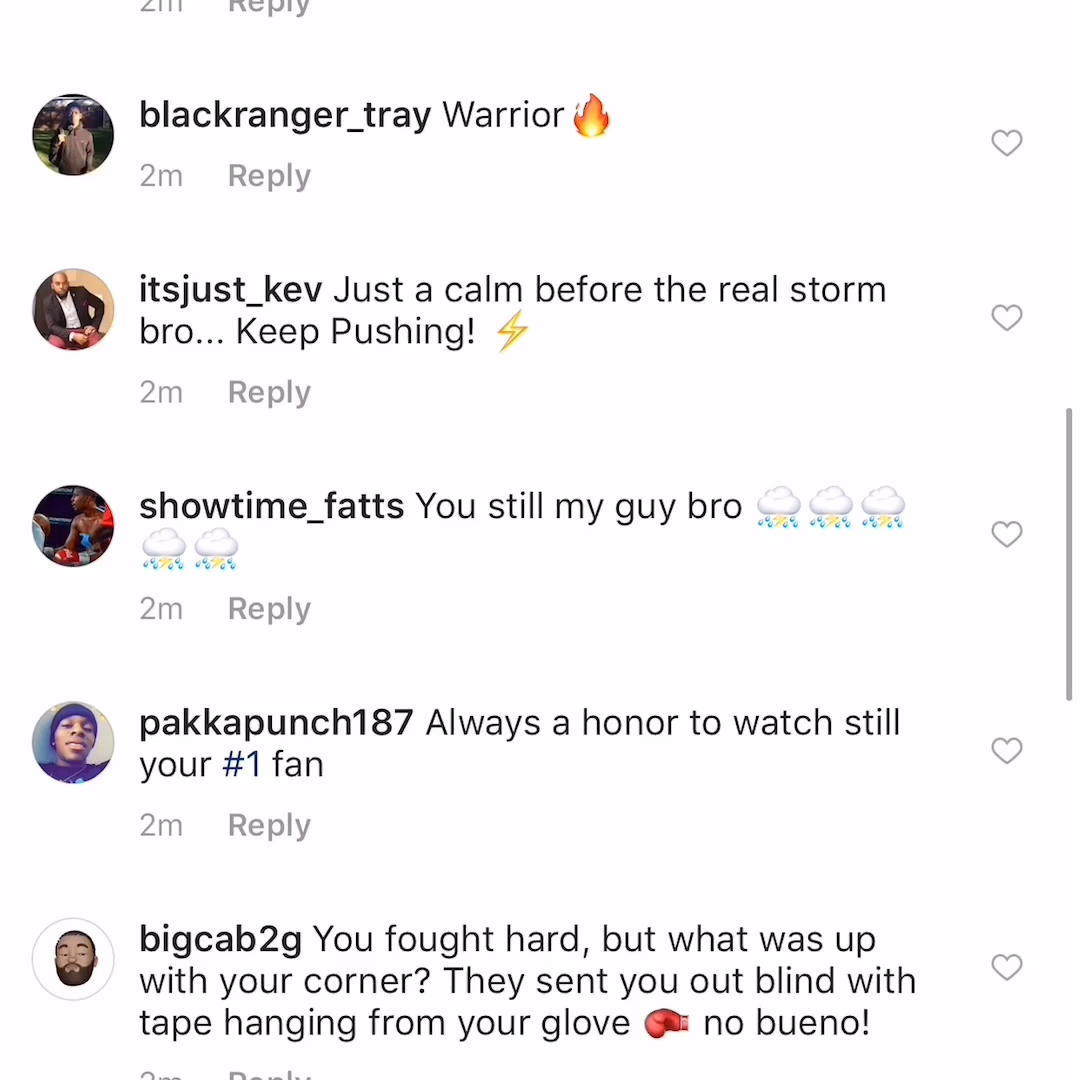 2m Reply
blackranger_tray Warrior🔥
2m Reply
itsjust_kev Just a calm before the real storm
bro... Keep Pushing! ⚡
2m Reply
showtime_fatts You still my guy bro ⛈️⛈️⛈️
⛈️⛈️
2m Reply
pakkapunch187 Always a honor to watch still
your #1 fan
2m Reply
bigcab2g You fought hard, but what was up
with your corner? They sent you out blind with
tape hanging from your glove 🥊 no bueno!
2m Reply